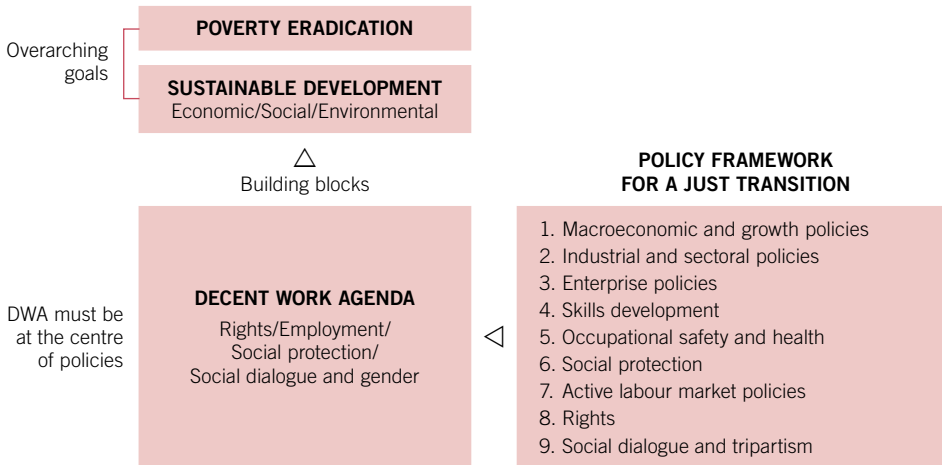 Overarching
goals
POVERTY ERADICATION
SUSTAINABLE DEVELOPMENT
Economic/Social/Environmental
Building blocks
DWA must be
at the centre
of policies
DECENT WORK AGENDA
Rights/Employment/
Social protection/
Social dialogue and gender
POLICY FRAMEWORK
FOR A JUST TRANSITION
1. Macroeconomic and growth policies
2. Industrial and sectoral policies
3. Enterprise policies
4. Skills development
5. Occupational safety and health
6. Social protection
7. Active labour market policies
8. Rights
9. Social dialogue and tripartism